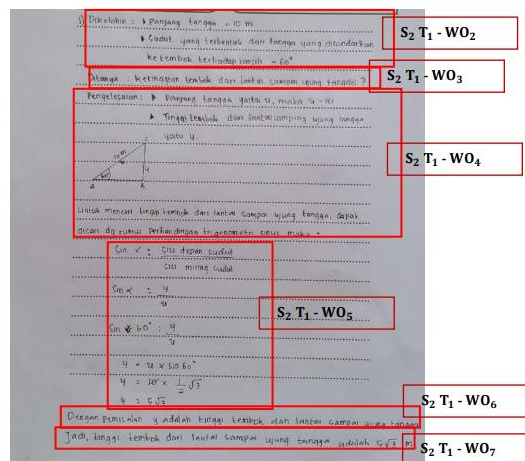 1) Diketahui : • Panjang tangga = 10 m
S₂ T₁ - WO₂
• Sudut yang terbentuk dari tangga yang disandarkan
ke tembok terhadap tanah = 60°
Ditanya : ketinggian tembok dari lantai sampai ujung tangga ?
S₂ T₁ - WO₃
Penyelesaian : • Panjang tangga yaitu
maka
• Tinggi tembok dari lantai samping ujung tangga
yaitu y.
S₂ T₁ - WO₄
C
10 m
y
60°
A B
Untuk mencari tinggi tembok dari lantai sampai ujung tangga, dapat
dicari dg rumus perbandingan trigonometri sinus, maka :
Sin α = sisi depan sudut
sisi miring sudut
Sin α = y
S₂ T₁ - WO₅
Sin 60° = y
y = x sin 60°
y = 10 x 1/2 √3
y = 5√3
S₂ T₁ - WO₆
Dengan pemisalan y adalah tinggi tembok dari lantai sampai ujung tangga
Jadi, tinggi tembok dari lantai sampai ujung tangga adalah 5√3 m
S₂ T₁ - WO₇